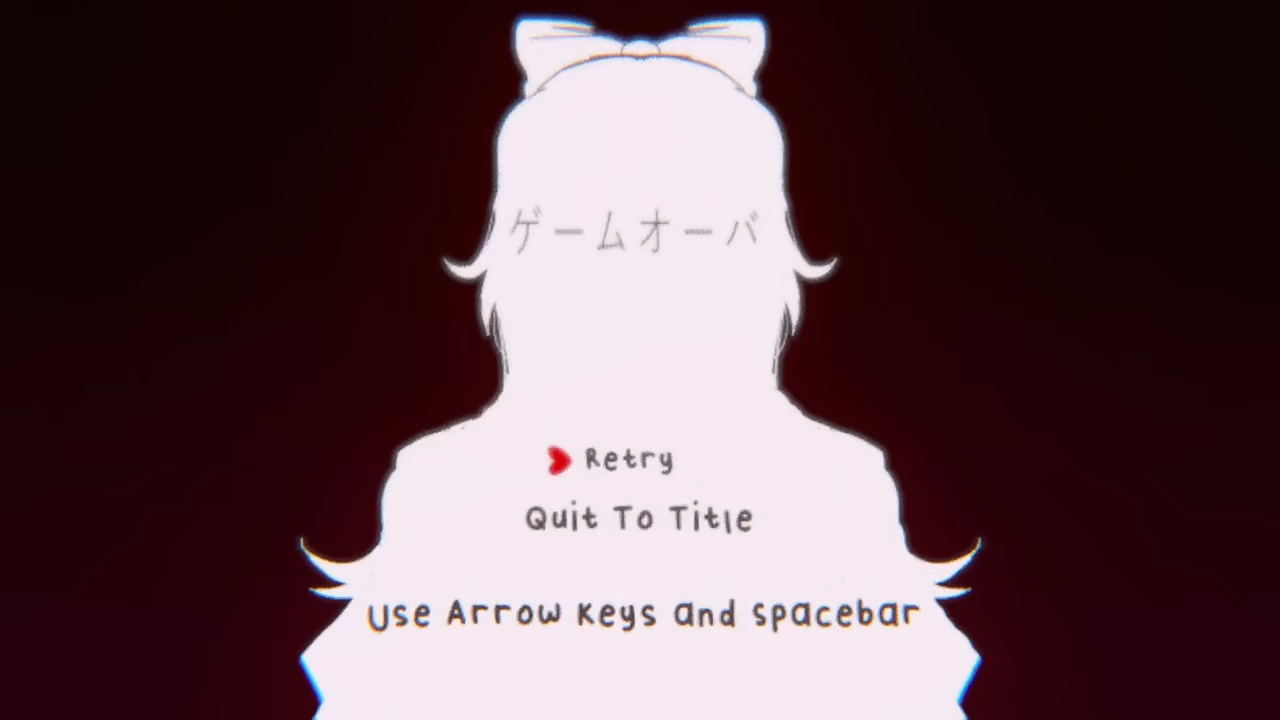 ゲームオーバ
Retry
Quit To Title
Use Arrow Keys and Spacebar